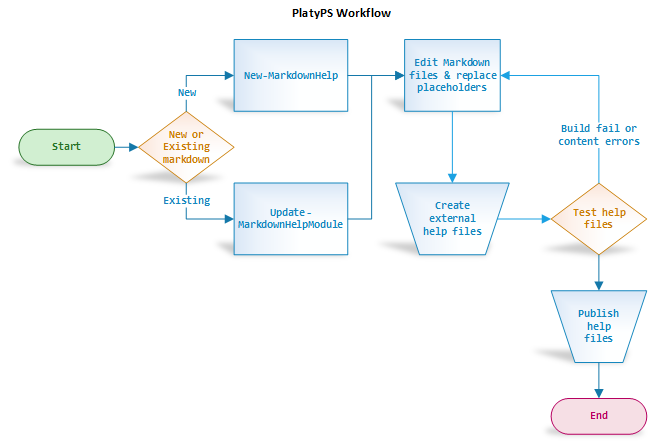 PlatyPS Workflow
Start
New or
Existing
markdown
New
New-MarkdownHelp
Existing
Update-
MarkdownHelpModule
Edit Markdown
files & replace
placeholders
Create
external
help files
Build fail or
content errors
Test help
files
Publish
help
files
End